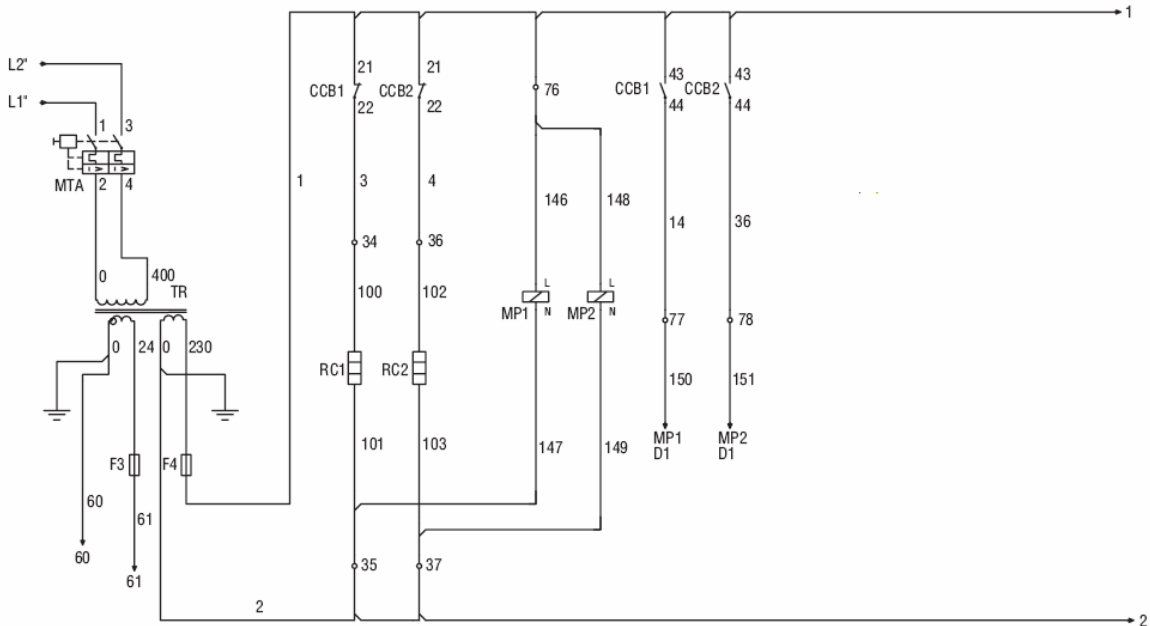 1
L2"
L1"
1 3
MTA 2 4
0 400
TR
0 24 0 230
F3 F4
60 61
60
61
1
2
21 21 76 43 43
CCB1 CCB2 CCB1 CCB2
22 22 44 44
3 4 146 148 14 36
34 36
100 102
L L
N N
MP1 MP2
77 78
RC1 RC2
150 151
101 103 147 149
MP1 MP2
D1 D1
35 37
2